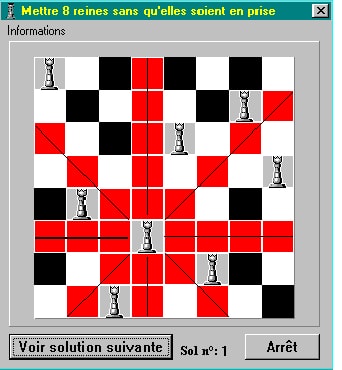 Mettre 8 reines sans qu'elles soient en prise
Informations
Voir solution suivante
Sol n°: 1
Arrêt